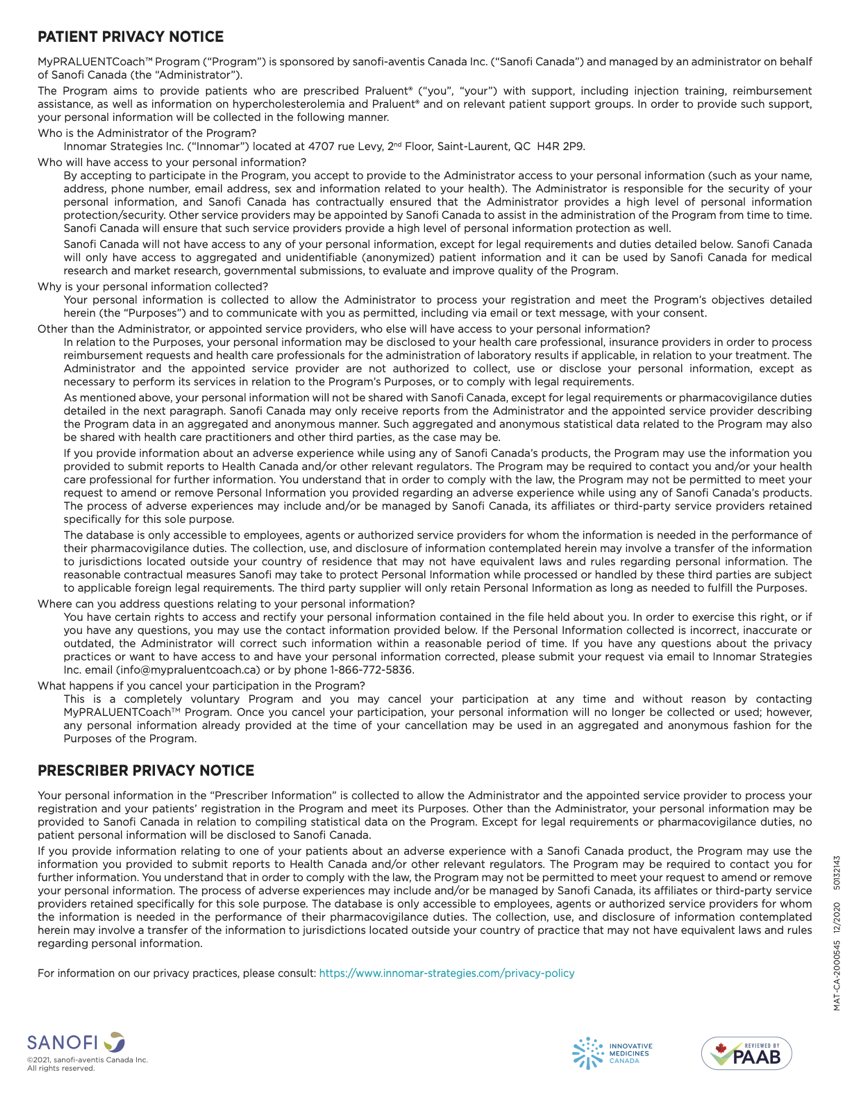 PATIENT PRIVACY NOTICE
MyPRALUENTCoach™ Program (“Program”) is sponsored by sanofi-aventis Canada Inc. (“Sanofi Canada”) and managed by an administrator on behalf
of Sanofi Canada (the “Administrator”).
The Program aims to provide patients who are prescribed Praluent® (“you”, “your”) with support, including injection training, reimbursement
assistance, as well as information on hypercholesterolemia and Praluent® and on relevant patient support groups. In order to provide such support,
your personal information will be collected in the following manner.
Who is the Administrator of the Program?
Innomar Strategies Inc. (“Innomar”) located at 4707 rue Levy, 2nd Floor, Saint-Laurent, QC H4R 2P9.
Who will have access to your personal information?
By accepting to participate in the Program, you accept to provide to the Administrator access to your personal information (such as your name,
address, phone number, email address, sex and information related to your health). The Administrator is responsible for the security of your
personal information, and Sanofi Canada has contractually ensured that the Administrator provides a high level of personal information
protection/security. Other service providers may be appointed by Sanofi Canada to assist in the administration of the Program from time to time.
Sanofi Canada will ensure that such service providers provide a high level of personal information protection as well.
Sanofi Canada will not have access to any of your personal information, except for legal requirements and duties detailed below. Sanofi Canada
will only have access to aggregated and unidentifiable (anonymized) patient information and it can be used by Sanofi Canada for medical
research and market research, governmental submissions, to evaluate and improve quality of the Program.
Why is your personal information collected?
Your personal information is collected to allow the Administrator to process your registration and meet the Program’s objectives detailed
herein (the “Purposes”) and to communicate with you as permitted, including via email or text message, with your consent.
Other than the Administrator, or appointed service providers, who else will have access to your personal information?
In relation to the Purposes, your personal information may be disclosed to your health care professional, insurance providers in order to process
reimbursement requests and health care professionals for the administration of laboratory results if applicable, in relation to your treatment. The
Administrator and the appointed service provider are not authorized to collect, use or disclose your personal information, except as
necessary to perform its services in relation to the Program’s Purposes, or to comply with legal requirements.
As mentioned above, your personal information will not be shared with Sanofi Canada, except for legal requirements or pharmacovigilance duties
detailed in the next paragraph. Sanofi Canada may only receive reports from the Administrator and the appointed service provider describing
the Program data in an aggregated and anonymous manner. Such aggregated and anonymous statistical data related to the Program may also
be shared with health care practitioners and other third parties, as the case may be.
If you provide information about an adverse experience while using any of Sanofi Canada’s products, the Program may use the information you
provided to submit reports to Health Canada and/or other relevant regulators. The Program may be required to contact you and/or your health
care professional for further information. You understand that in order to comply with the law, the Program may not be permitted to meet your
request to amend or remove Personal Information you provided regarding an adverse experience while using any of Sanofi Canada’s products.
The process of adverse experiences may include and/or be managed by Sanofi Canada, its affiliates or third-party service providers retained
specifically for this sole purpose.
The database is only accessible to employees, agents or authorized service providers for whom the information is needed in the performance of
their pharmacovigilance duties. The collection, use, and disclosure of information contemplated herein may involve a transfer of the information
to jurisdictions located outside your country of residence that may not have equivalent laws and rules regarding personal information. The
reasonable contractual measures Sanofi may take to protect Personal Information while processed or handled by these third parties are subject
to applicable foreign legal requirements. The third party supplier will only retain Personal Information as long as needed to fulfill the Purposes.
Where can you address questions relating to your personal information?
You have certain rights to access and rectify your personal information contained in the file held about you. In order to exercise this right, or if
you have any questions, you may use the contact information provided below. If the Personal Information collected is incorrect, inaccurate or
outdated, the Administrator will correct such information within a reasonable period of time. If you have any questions about the privacy
practices or want to have access to and have your personal information corrected, please submit your request via email to Innomar Strategies
Inc. email (info@mypraluentcoach.ca) or by phone 1-866-772-5836.
What happens if you cancel your participation in the Program?
This is a completely voluntary Program and you may cancel your participation at any time and without reason by contacting
MyPRALUENTCoach™ Program. Once you cancel your participation, your personal information will no longer be collected or used; however,
any personal information already provided at the time of your cancellation may be used in an aggregated and anonymous fashion for the
Purposes of the Program.
PRESCRIBER PRIVACY NOTICE
Your personal information in the “Prescriber Information” is collected to allow the Administrator and the appointed service provider to process your
registration and your patients’ registration in the Program and meet its Purposes. Other than the Administrator, your personal information may be
provided to Sanofi Canada in relation to compiling statistical data on the Program. Except for legal requirements or pharmacovigilance duties, no
patient personal information will be disclosed to Sanofi Canada.
If you provide information relating to one of your patients about an adverse experience with a Sanofi Canada product, the Program may use the
information you provided to submit reports to Health Canada and/or other relevant regulators. The Program may be required to contact you for
further information. You understand that in order to comply with the law, the Program may not be permitted to meet your request to amend or remove
your personal information. The process of adverse experiences may include and/or be managed by Sanofi Canada, its affiliates or third-party service
providers retained specifically for this sole purpose. The database is only accessible to employees, agents or authorized service providers for whom
the information is needed in the performance of their pharmacovigilance duties. The collection, use, and disclosure of information contemplated
herein may involve a transfer of the information to jurisdictions located outside your country of practice that may not have equivalent laws and rules
regarding personal information.
For information on our privacy practices, please consult: https://www.innomar-strategies.com/privacy-policy
MAT-CA-2000545 12/2020 50132143
SANOFI
©2021, sanofi-aventis Canada Inc.
All rights reserved.
INNOVATIVE
MEDICINES
CANADA
REVIEWED BY
PAAB